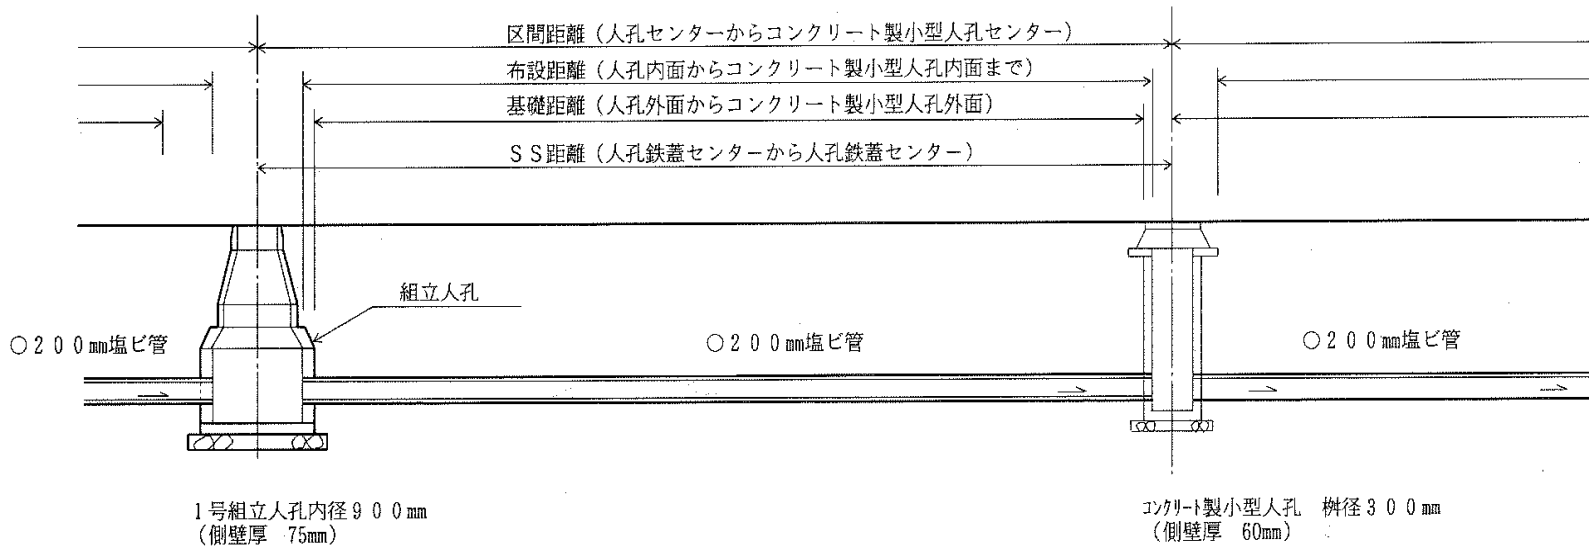 区間距離（人孔センターからコンクリート製小型人孔センター）
布設距離（人孔内面からコンクリート製小型人孔内面まで）
基礎距離（人孔外面からコンクリート製小型人孔外面）
ＳＳ距離（人孔鉄蓋センターから人孔鉄蓋センター）
組立人孔
○２００㎜塩ビ管
○２００㎜塩ビ管
○２００㎜塩ビ管
１号組立人孔内径９００㎜
（側壁厚　75㎜）
ｺﾝｸﾘｰﾄ製小型人孔　桝径３００㎜
（側壁厚　60㎜）